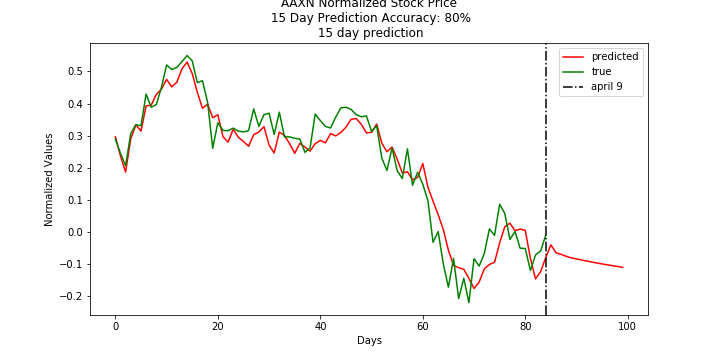 AAXN Normalized Stock Price
15 Day Prediction Accuracy: 80%
15 day prediction
predicted
true
april 9
Normalized Values
0.5
0.4
0.3
0.2
0.1
0.0
−0.1
−0.2
0
20
40
60
80
100
Days